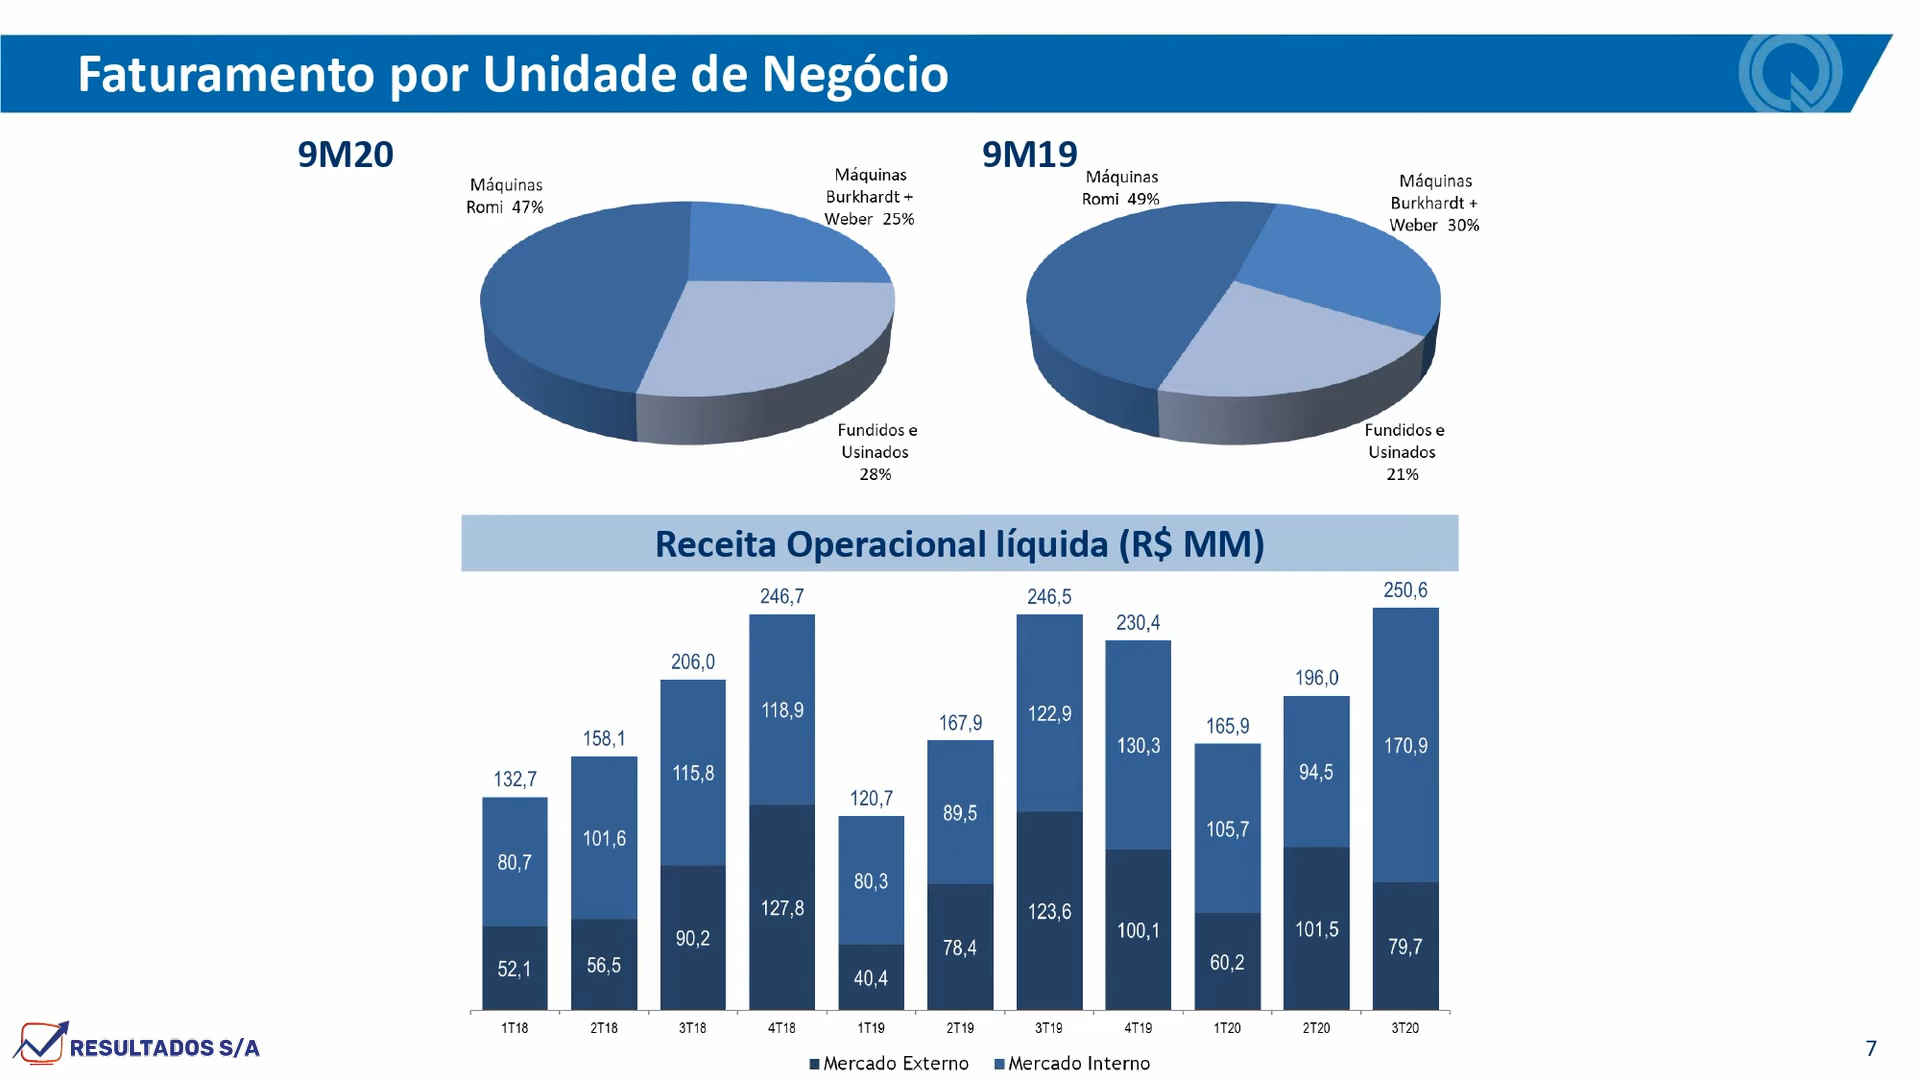 Faturamento por Unidade de Negócio
9M20
Máquinas
Romi 47%
Máquinas
Burkhardt +
Weber 25%
Fundidos e
Usinados
28%
9M19
Máquinas
Romi 49%
Máquinas
Burkhardt +
Weber 30%
Fundidos e
Usinados
21%
Receita Operacional líquida (R$ MM)
132,7
158,1
206,0
246,7
120,7
167,9
246,5
230,4
165,9
196,0
250,6
80,7
101,6
115,8
118,9
80,3
89,5
122,9
130,3
105,7
94,5
170,9
52,1
56,5
90,2
127,8
40,4
78,4
123,6
100,1
60,2
101,5
79,7
1T18
2T18
3T18
4T18
1T19
2T19
3T19
4T19
1T20
2T20
3T20
Mercado Externo
Mercado Interno
RESULTADOS S/A
7